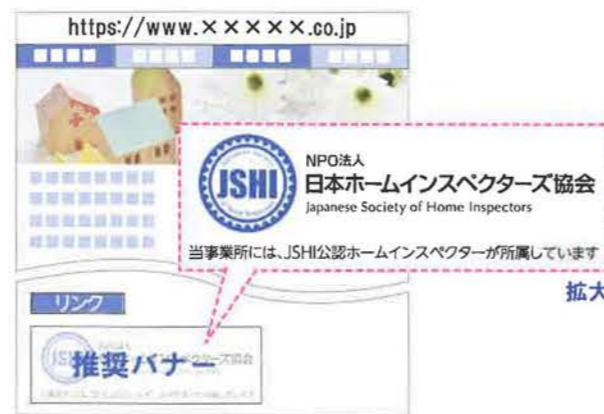 https://www.×××××.co.jp
JSHI
NPO法人
日本ホームインスペクターズ協会
Japanese Society of Home Inspectors
当事業所には、JSHI公認ホームインスペクターが所属しています
拡大
リンク
推奨バナー